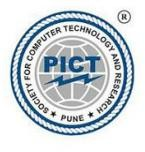 ®
SOCIETY FOR COMPUTER TECHNOLOGY AND RESEARCH
PICT
PUNE